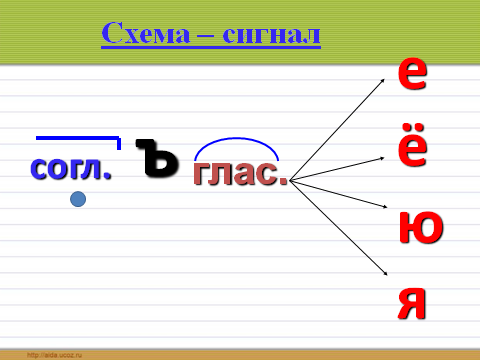 Схема – сигнал
согл. ъ глас.
е
ё
ю
я
http://aida.ucoz.ru